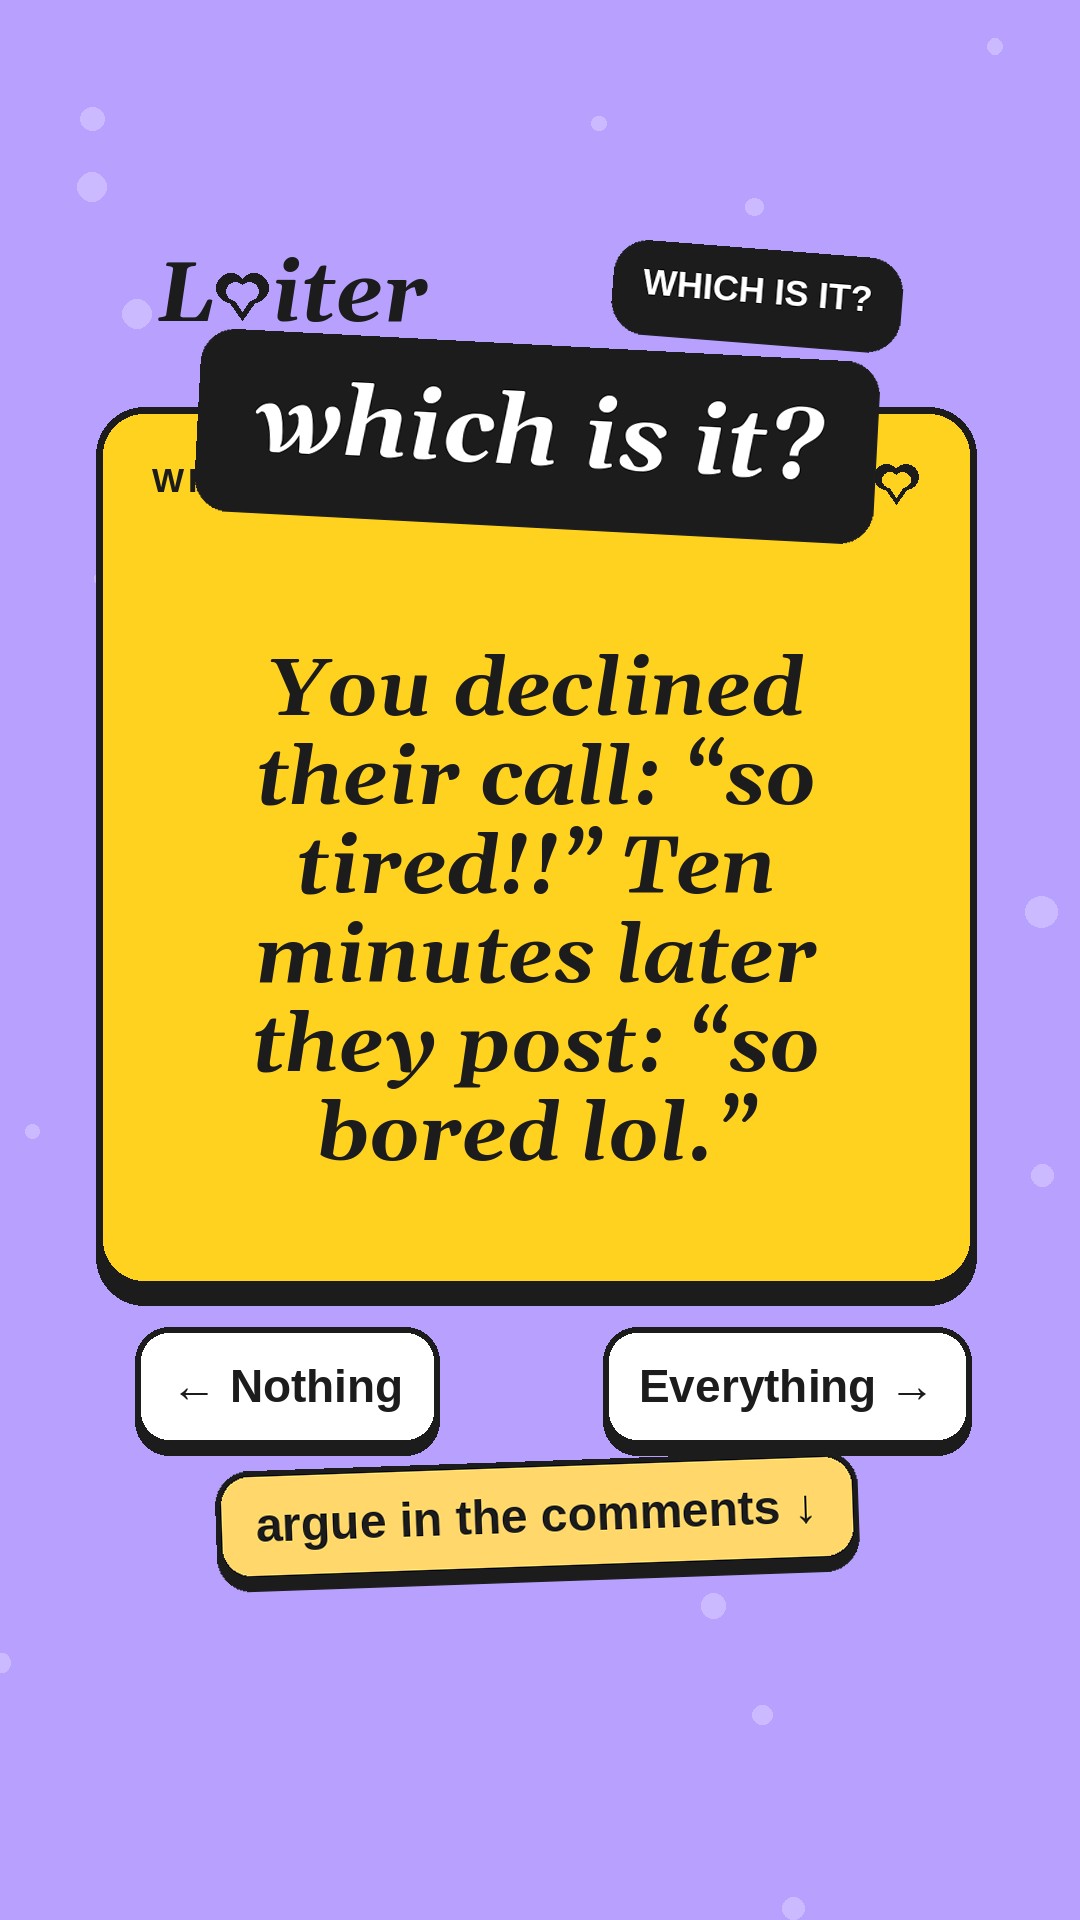 L♡iter
WHICH IS IT?
which is it?
You declined
their call: “so
tired!!” Ten
minutes later
they post: “so
bored lol.”
← Nothing
Everything →
argue in the comments ↓